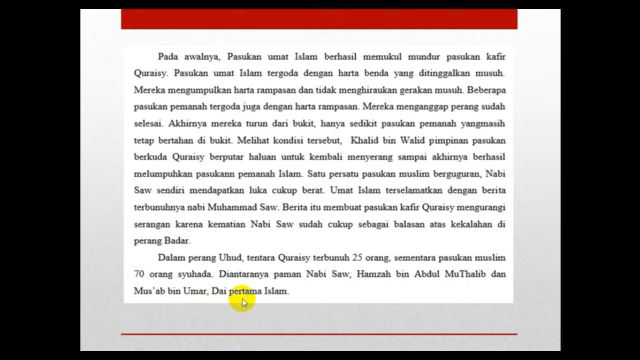 Pada awalnya, Pasukan umat Islam berhasil memukul mundur pasukan kafir
Quraisy. Pasukan umat Islam tergoda dengan harta benda yang ditinggalkan musuh.
Mereka mengumpulkan harta rampasan dan tidak menghiraukan gerakan musuh. Beberapa
pasukan pemanah tergoda juga dengan harta rampasan. Mereka menganggap perang sudah
selesai. Akhirnya mereka turun dari bukit, hanya sedikit pasukan pemanah yangmasih
tetap bertahan di bukit. Melihat kondisi tersebut, Khalid bin Walid pimpinan pasukan
berkuda Quraisy berputar haluan untuk kembali menyerang sampai akhirnya berhasil
melumpuhkan pasukann pemanah Islam. Satu persatu pasukan muslim berguguran, Nabi
Saw sendiri mendapatkan luka cukup berat. Umat Islam terselamatkan dengan berita
terbunuhnya nabi Muhammad Saw. Berita itu membuat pasukan kafir Quraisy mengurangi
serangan karena kematian Nabi Saw sudah cukup sebagai balasan atas kekalahan di
perang Badar.
Dalam perang Uhud, tentara Quraisy terbunuh 25 orang, sementara pasukan muslim
70 orang syuhada. Diantaranya paman Nabi Saw, Hamzah bin Abdul MuThalib dan
Mus'ab bin Umar, Dai pertama Islam.